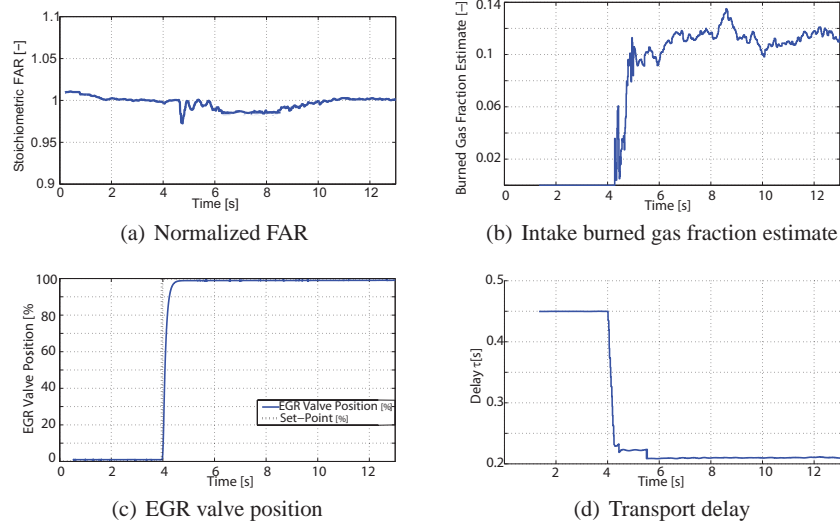 1.1
1
0.95
0.9
Stoichiometric FAR [–]
0 2 4 6 8 10 12
Time [s]
(a) Normalized FAR
0.14
0.1
0.06
0.02
Burned Gas Fraction Estimate [–]
0 2 4 6 8 10 12
Time [s]
(b) Intake burned gas fraction estimate
100
80
60
40
20
0
EGR Valve Position [%
EGR Valve Position [%]
Set–Point [%]
0 2 4 6 8 10 12
Time [s]
(c) EGR valve position
0.5
0.4
0.3
0.2
Delay τ[s]
0 2 4 6 8 10 12
Time [s]
(d) Transport delay